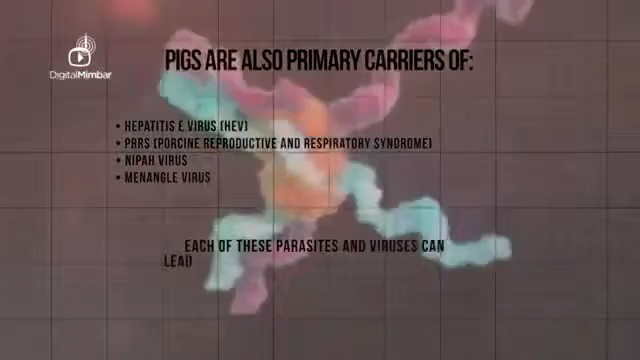 DigitalMimbar
PIGS ARE ALSO PRIMARY CARRIERS OF:
• HEPATITIS E VIRUS (HEV)
• PRRS (PORCINE REPRODUCTIVE AND RESPIRATORY SYNDROME)
• NIPAH VIRUS
• MENANGLE VIRUS
EACH OF THESE PARASITES AND VIRUSES CAN
LEAD